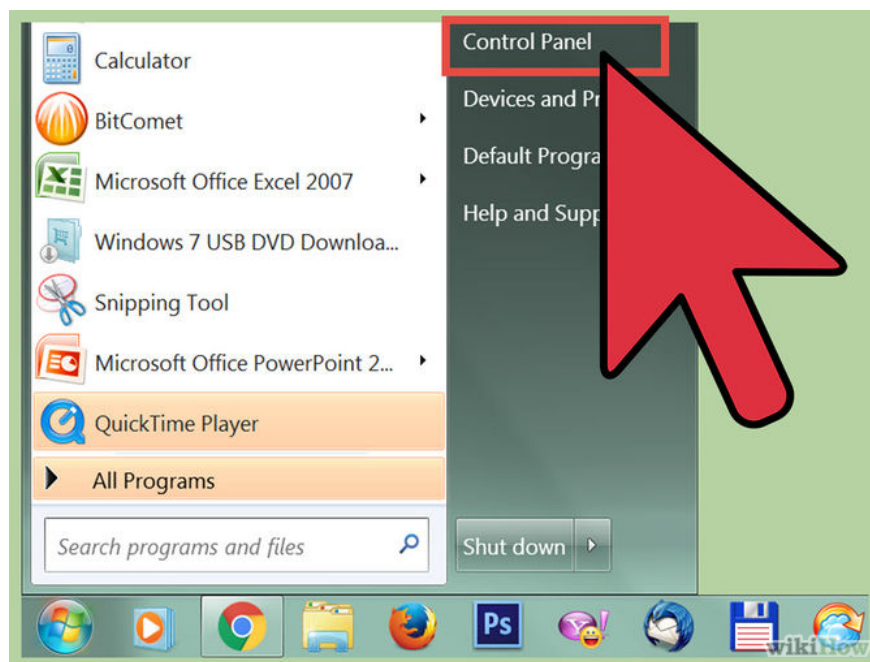 Calculator
BitComet
Microsoft Office Excel 2007
Windows 7 USB DVD Downloa...
Snipping Tool
Microsoft Office PowerPoint 2...
QuickTime Player
All Programs
Search programs and files
Control Panel
Devices and Pr
Default Progra
Help and Supp
Shut down
Ps
wikiHow